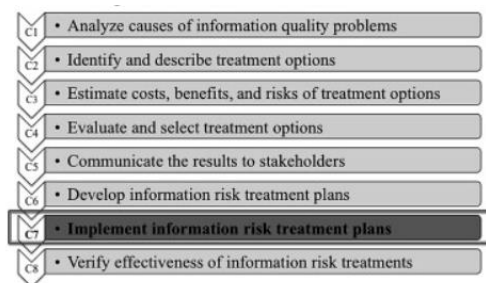 C1 • Analyze causes of information quality problems
C2 • Identify and describe treatment options
C3 • Estimate costs, benefits, and risks of treatment options
C4 • Evaluate and select treatment options
C5 • Communicate the results to stakeholders
C6 • Develop information risk treatment plans
C7 • Implement information risk treatment plans
C8 • Verify effectiveness of information risk treatments